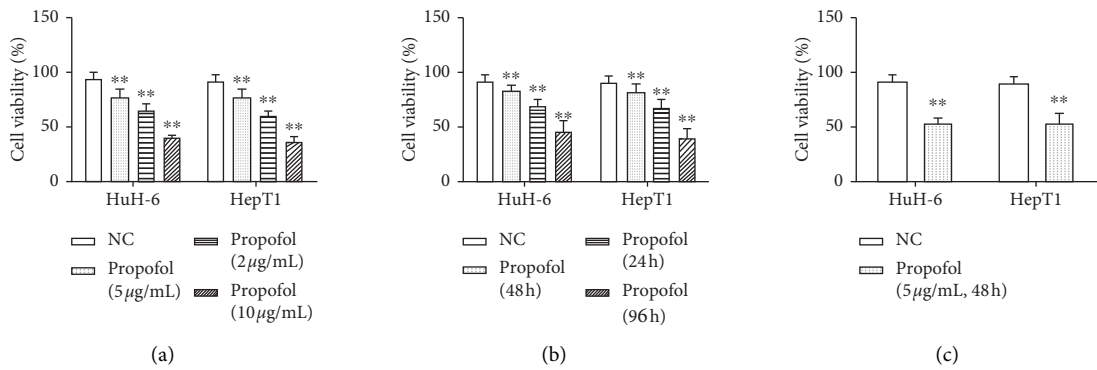 150
100
50
0
Cell viability (%)
**
**
**
**
**
**
HuH-6
HepT1
NC
Propofol
(5 μg/mL)
Propofol
(2 μg/mL)
Propofol
(10 μg/mL)
(a)
150
100
50
0
Cell viability (%)
**
**
**
**
**
**
HuH-6
HepT1
NC
Propofol
(48 h)
Propofol
(24 h)
Propofol
(96 h)
(b)
150
100
50
0
Cell viability (%)
**
**
HuH-6
HepT1
NC
Propofol
(5 μg/mL, 48 h)
(c)